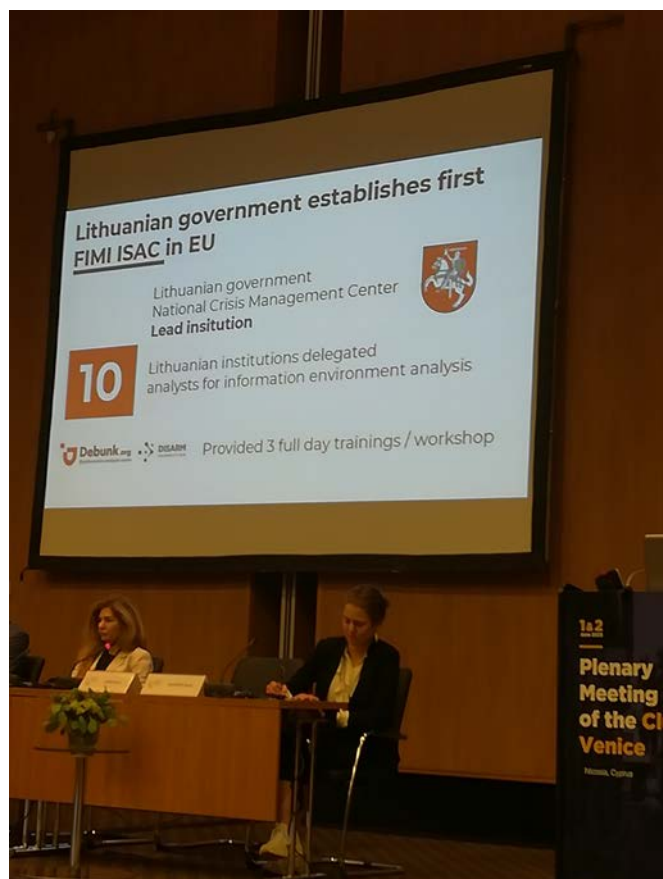 Lithuanian government establishes first
FIMI ISAC in EU
Lithuanian government
National Crisis Management Center
Lead insitution
10
Lithuanian institutions delegated
analysts for information environment analysis
Debunk.org
DISARM
Provided 3 full day trainings / workshop
1&2
Plenary
Meeting
of the
Venice
Nicosia, Cyprus